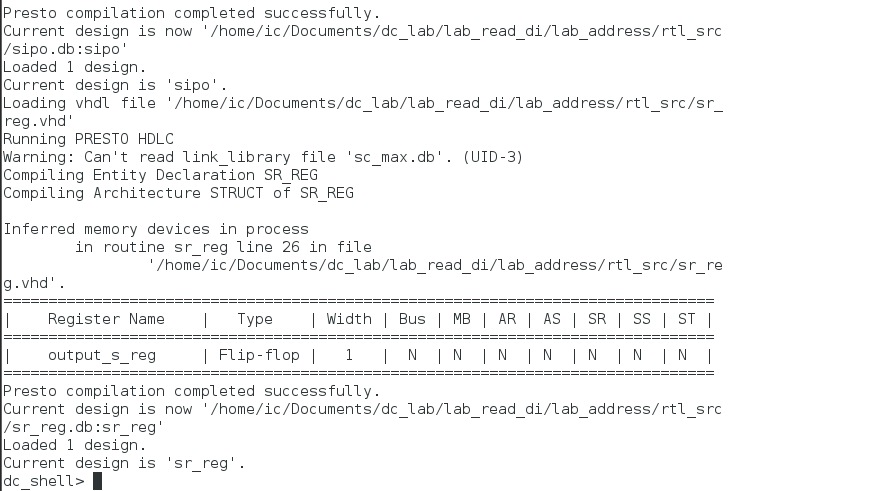 Presto compilation completed successfully.
Current design is now '/home/ic/Documents/dc_lab/lab_read_di/lab_address/rtl_src
/sipo.db:sipo'
Loaded 1 design.
Current design is 'sipo'.
Loading vhdl file '/home/ic/Documents/dc_lab/lab_read_di/lab_address/rtl_src/sr_
reg.vhd'
Running PRESTO HDLC
Warning: Can't read link_library file 'sc_max.db'. (UID-3)
Compiling Entity Declaration SR_REG
Compiling Architecture STRUCT of SR_REG

Inferred memory devices in process
        in routine sr_reg line 26 in file
                '/home/ic/Documents/dc_lab/lab_read_di/lab_address/rtl_src/sr_re
g.vhd'.
===============================================================================
|    Register Name    |   Type    | Width | Bus | MB | AR | AS | SR | SS | ST |
===============================================================================
|    output_s_reg     | Flip-flop |   1   |  N  | N  | N  | N  | N  | N  | N  |
===============================================================================
Presto compilation completed successfully.
Current design is now '/home/ic/Documents/dc_lab/lab_read_di/lab_address/rtl_src
/sr_reg.db:sr_reg'
Loaded 1 design.
Current design is 'sr_reg'.
dc_shell>